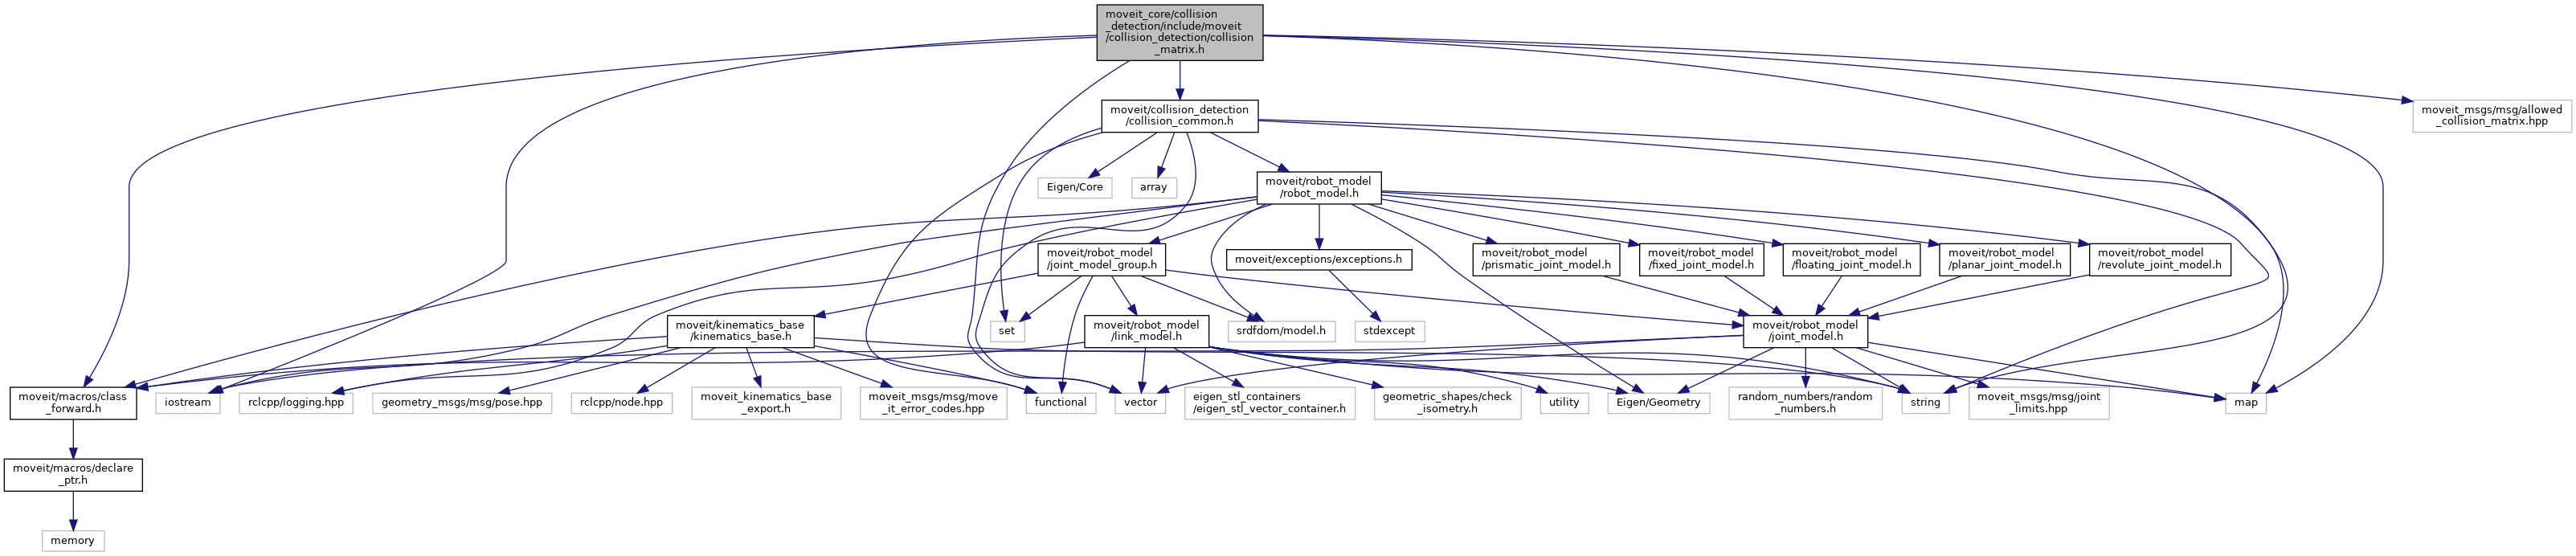 moveit_core/collision
_detection/include/moveit
/collision_detection/collision
_matrix.h
moveit/collision_detection
/collision_common.h
moveit_msgs/msg/allowed
_collision_matrix.hpp
Eigen/Core
array
moveit/robot_model
/robot_model.h
moveit/robot_model
/joint_model_group.h
moveit/exceptions/exceptions.h
moveit/robot_model
/prismatic_joint_model.h
moveit/robot_model
/fixed_joint_model.h
moveit/robot_model
/floating_joint_model.h
moveit/robot_model
/planar_joint_model.h
moveit/robot_model
/revolute_joint_model.h
moveit/kinematics_base
/kinematics_base.h
set
moveit/robot_model
/link_model.h
srdfdom/model.h
stdexcept
moveit/robot_model
/joint_model.h
moveit/macros/class
_forward.h
iostream
rclcpp/logging.hpp
geometry_msgs/msg/pose.hpp
rclcpp/node.hpp
moveit_kinematics_base
_export.h
moveit_msgs/msg/move
_it_error_codes.hpp
functional
vector
eigen_stl_containers
/eigen_stl_vector_container.h
geometric_shapes/check
_isometry.h
utility
Eigen/Geometry
random_numbers/random
_numbers.h
string
moveit_msgs/msg/joint
_limits.hpp
map
moveit/macros/declare
_ptr.h
memory